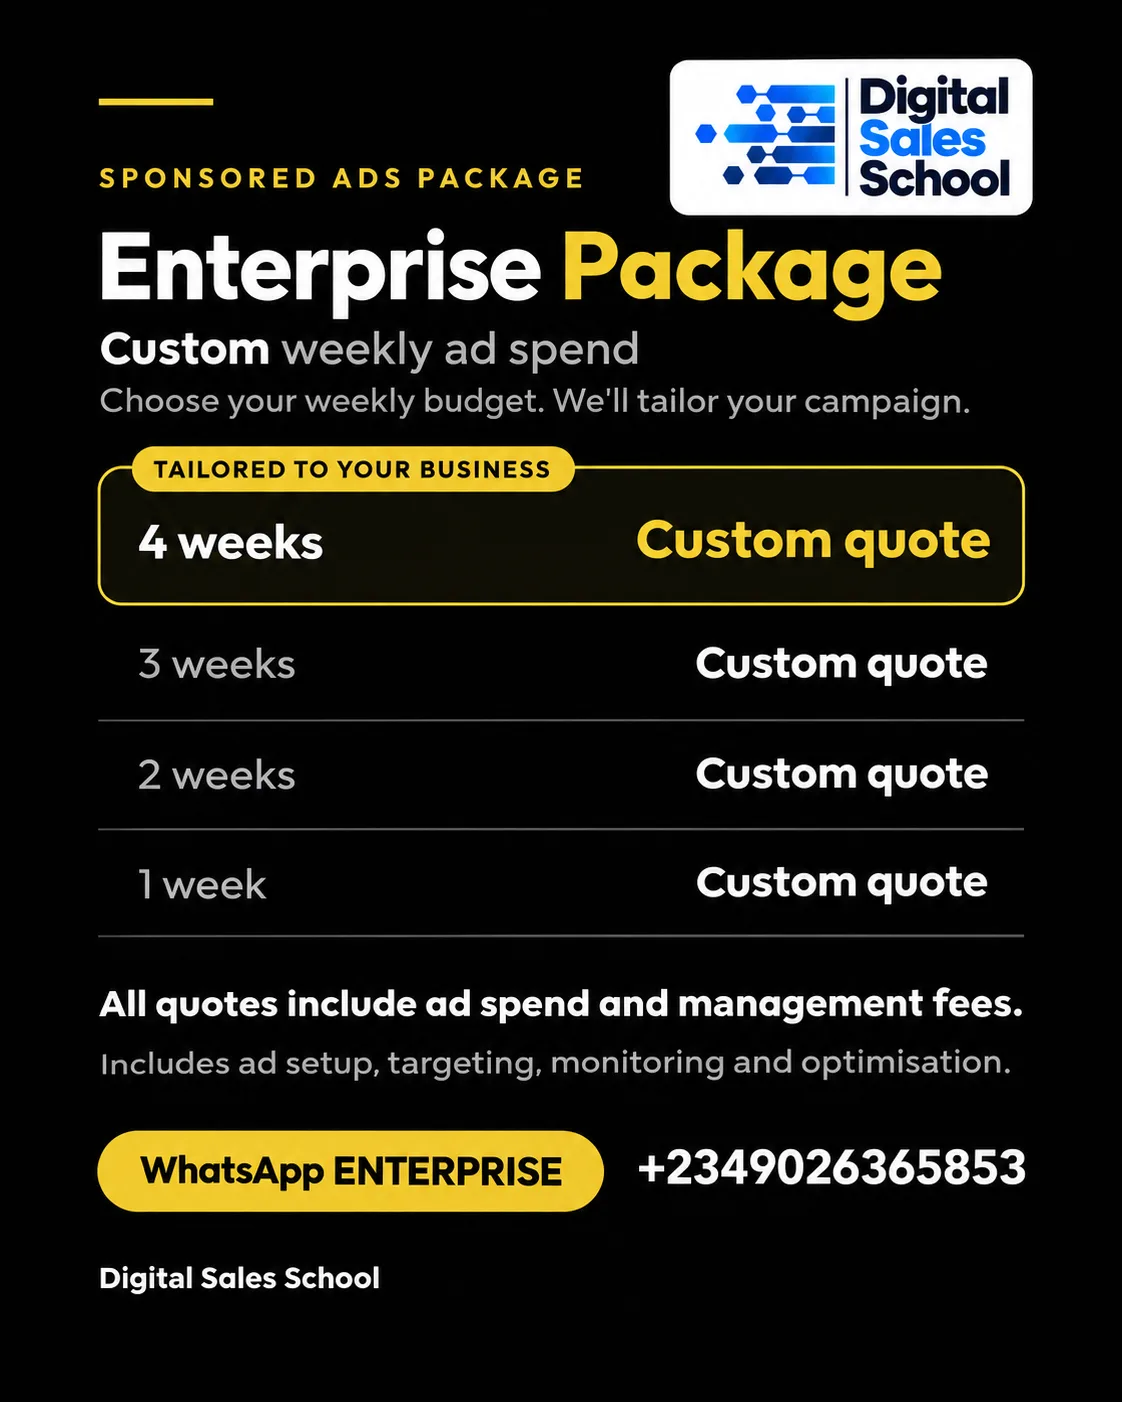 Digital
Sales
School
SPONSORED ADS PACKAGE
Enterprise Package
Custom weekly ad spend
Choose your weekly budget. We'll tailor your campaign.
TAILORED TO YOUR BUSINESS
4 weeks Custom quote
3 weeks Custom quote
2 weeks Custom quote
1 week Custom quote
All quotes include ad spend and management fees.
Includes ad setup, targeting, monitoring and optimisation.
WhatsApp ENTERPRISE +2349026365853
Digital Sales School